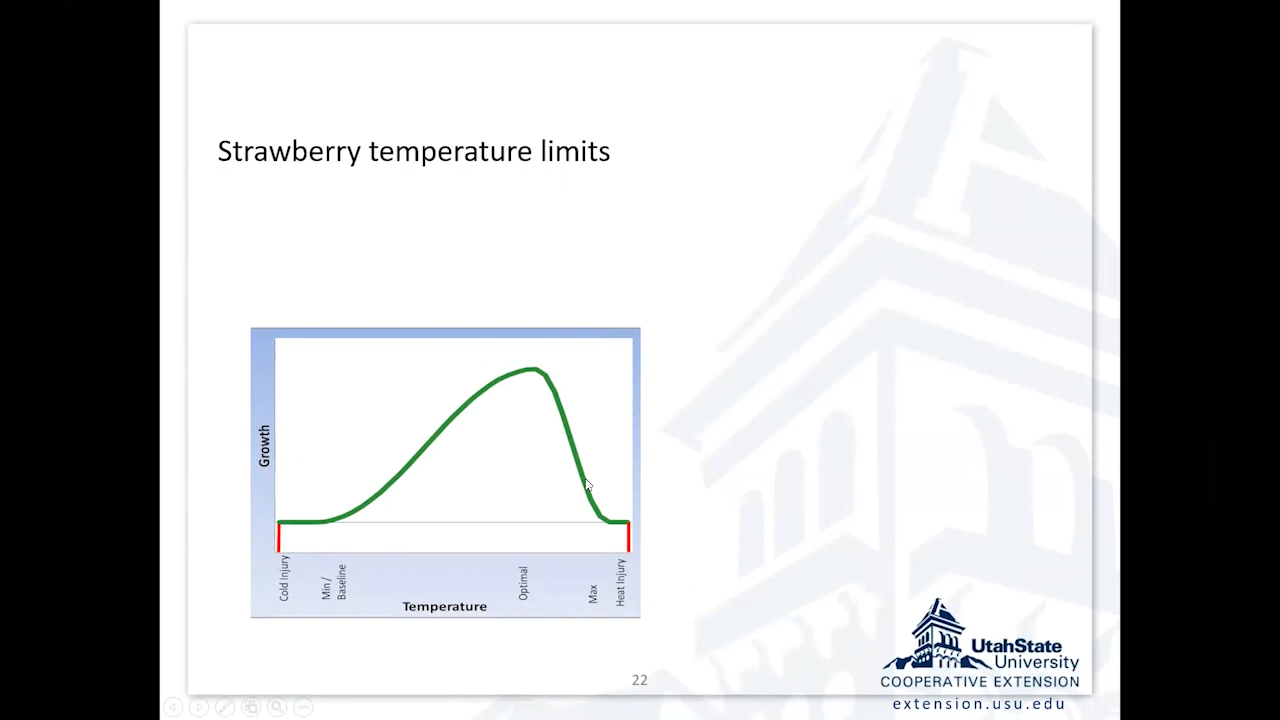 Strawberry temperature limits
Growth
Cold Injury
Min /
Baseline
Optimal
Max
Heat Injury
Temperature
22
UtahState
University
COOPERATIVE EXTENSION
extension.usu.edu